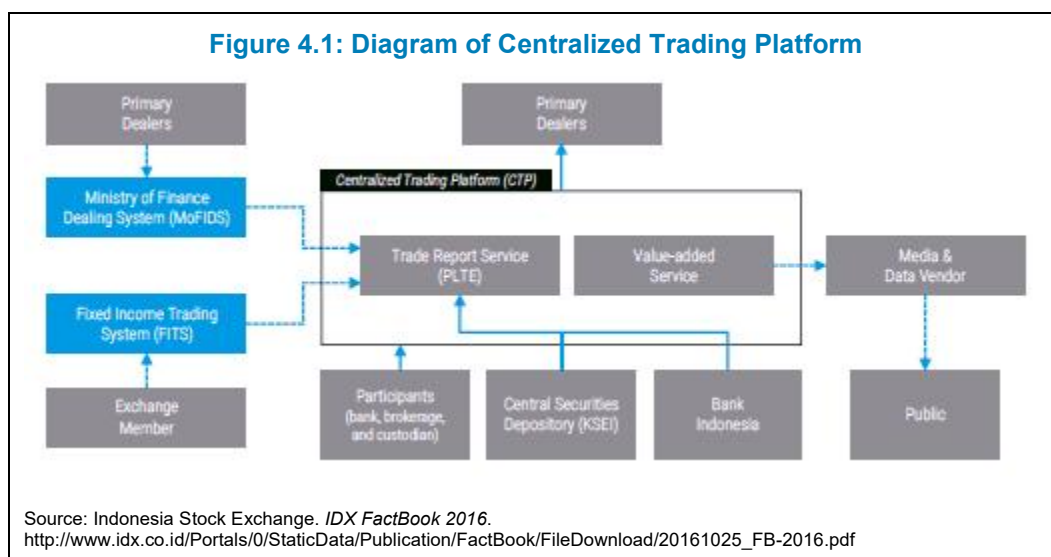 Figure 4.1: Diagram of Centralized Trading Platform
Primary
Dealers
Primary
Dealers
Centralized Trading Platform (CTP)
Ministry of Finance
Dealing System (MoFIDS)
Trade Report Service
(PLTE)
Value-added
Service
Media &
Data Vendor
Fixed Income Trading
System (FITS)
Exchange
Member
Participants
(bank, brokerage,
and custodian)
Central Securities
Depository (KSEI)
Bank
Indonesia
Public
Source: Indonesia Stock Exchange. IDX FactBook 2016.
http://www.idx.co.id/Portals/0/StaticData/Publication/FactBook/FileDownload/20161025_FB-2016.pdf